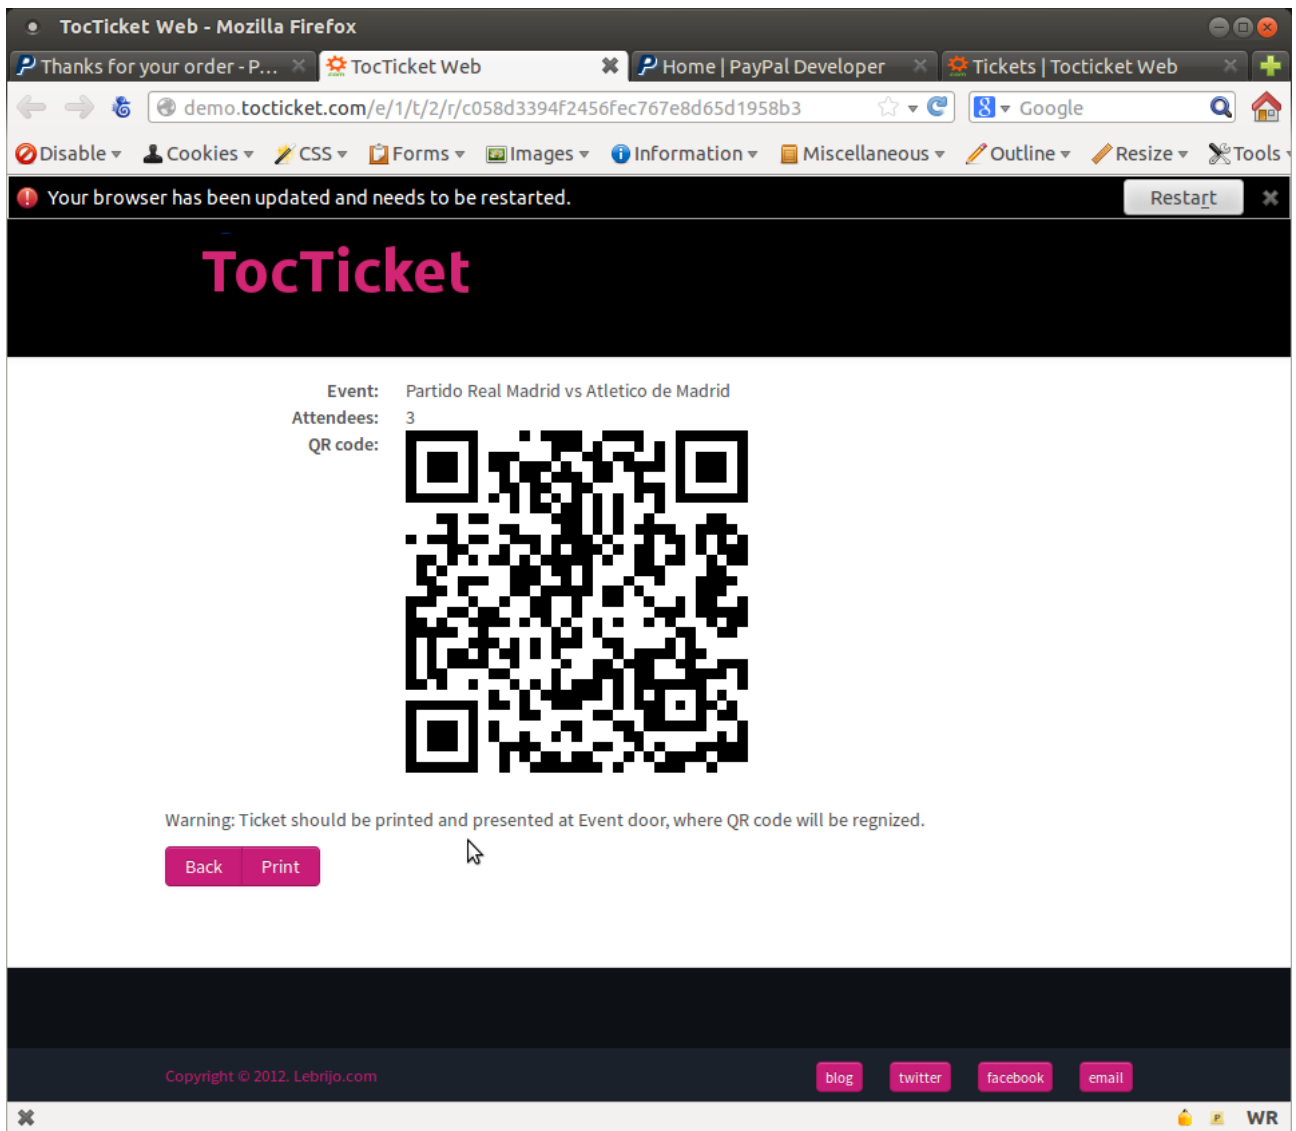 TocTicket Web - Mozilla Firefox
Thanks for your order - P...
TocTicket Web
Home | PayPal Developer
Tickets | Tocticket Web
demo.tocticket.com/e/1/t/2/r/c058d3394f2456fec767e8d65d1958b3
Google
Disable Cookies CSS Forms Images Information Miscellaneous Outline Resize Tools
Your browser has been updated and needs to be restarted.
Restart
TocTicket
Event: Partido Real Madrid vs Atletico de Madrid
Attendees: 3
QR code:
Warning: Ticket should be printed and presented at Event door, where QR code will be regnized.
Back Print
Copyright © 2012. Lebrijo.com
blog twitter facebook email
WR